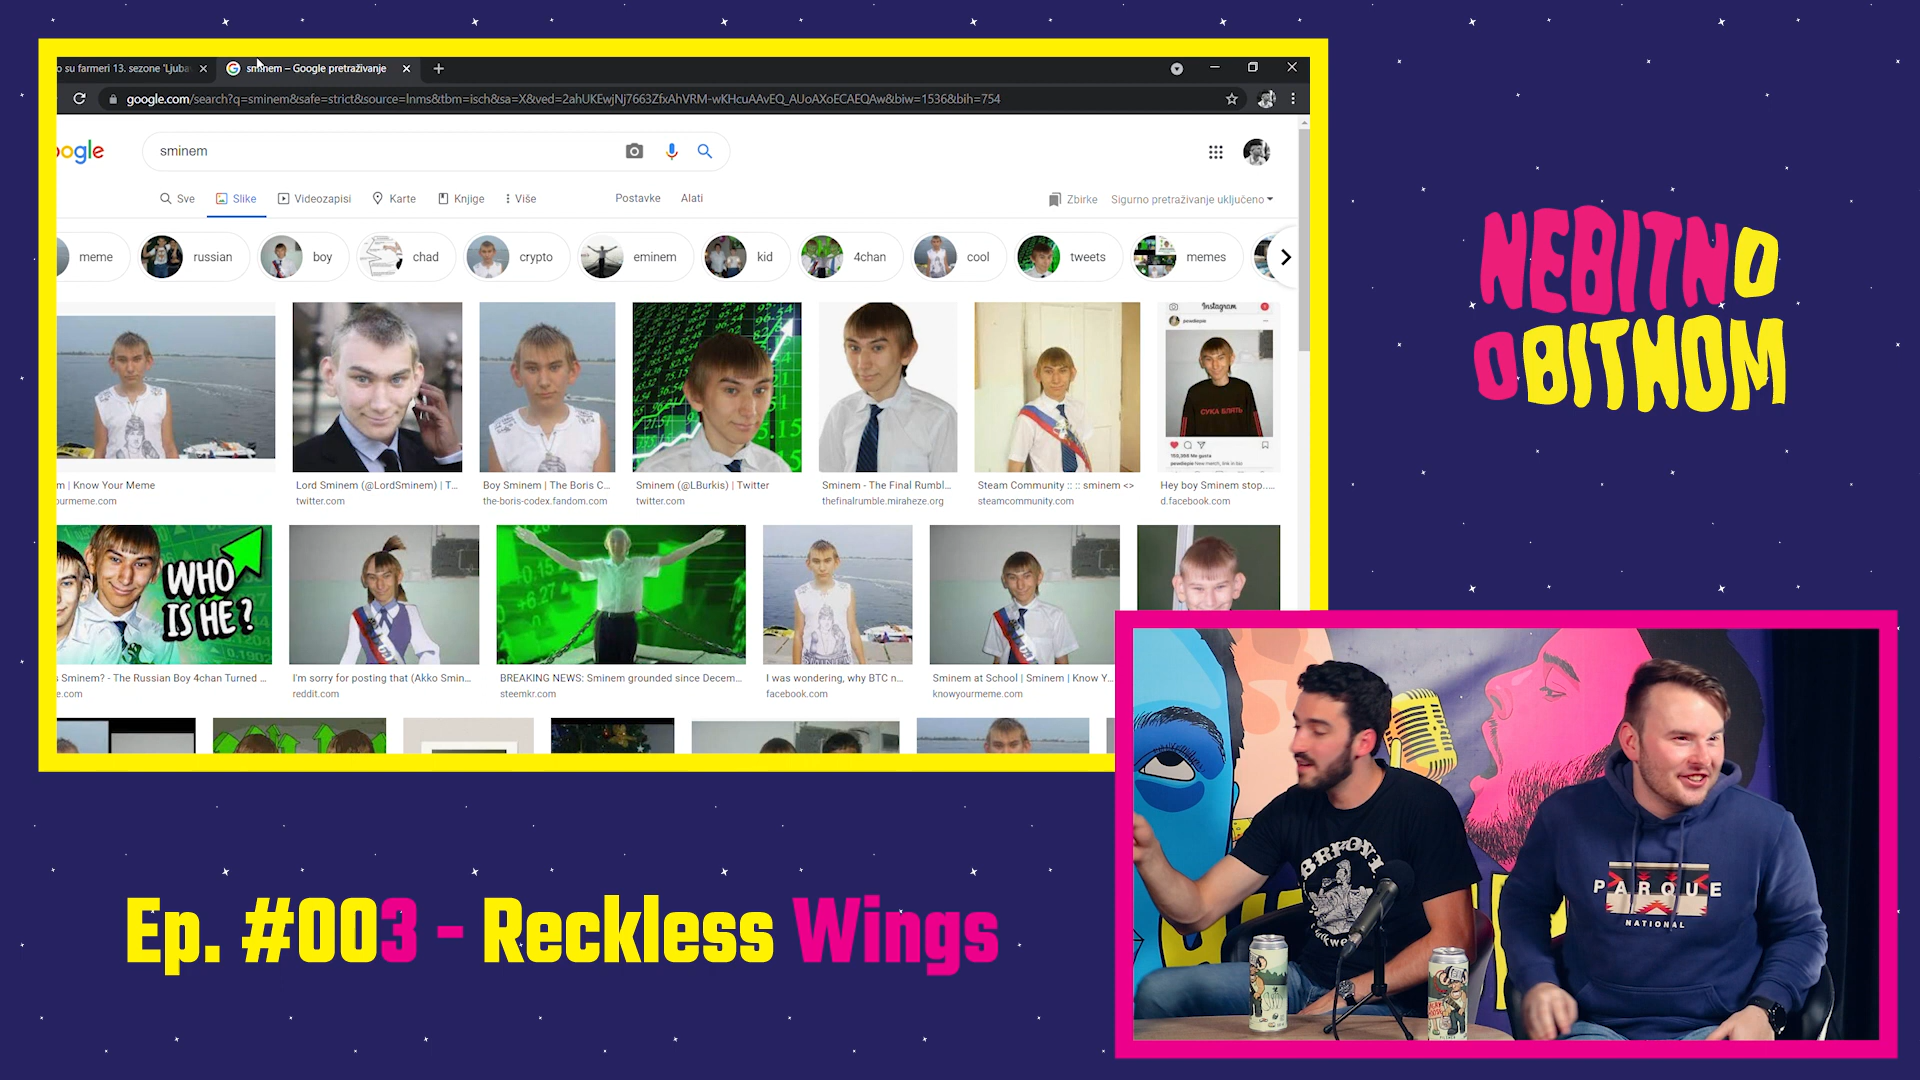 o su farmeri 13. sezone 'Ljuba
sminem – Google pretraživanje
google.com/search?q=sminem&safe=strict&source=lnms&tbm=isch&sa=X&ved=2ahUKEwjNj7663ZfxAhVRM-wKHcuAAvEQ_AUoAXoECAEQAw&biw=1536&bih=754
ogle
sminem
Sve Slike Videozapisi Karte Knjige Više Postavke Alati Zbirke Sigurno pretraživanje uključeno
meme russian boy chad crypto eminem kid 4chan cool tweets memes
Instagram
pewdiepie
СУКА БЛЯТЬ
m | Know Your Meme
ourmeme.com
Lord Sminem (@LordSminem) | T...
twitter.com
Boy Sminem | The Boris C...
the-boris-codex.fandom.com
Sminem (@LBurkis) | Twitter
twitter.com
Sminem - The Final Rumbl...
thefinalrumble.miraheze.org
Steam Community :: :: sminem <>
steamcommunity.com
Hey boy Sminem stop....
d.facebook.com
WHO
IS HE?
s Sminem? - The Russian Boy 4chan Turned ...
e.com
I'm sorry for posting that (Akko Smin...
reddit.com
BREAKING NEWS: Sminem grounded since Decem...
steemkr.com
I was wondering, why BTC n...
facebook.com
Sminem at School | Sminem | Know Y...
knowyourmeme.com
NEBITNO
OBITNOM
BRFOVI
PARQUE
NATIONAL
Ep. #003 - Reckless Wings